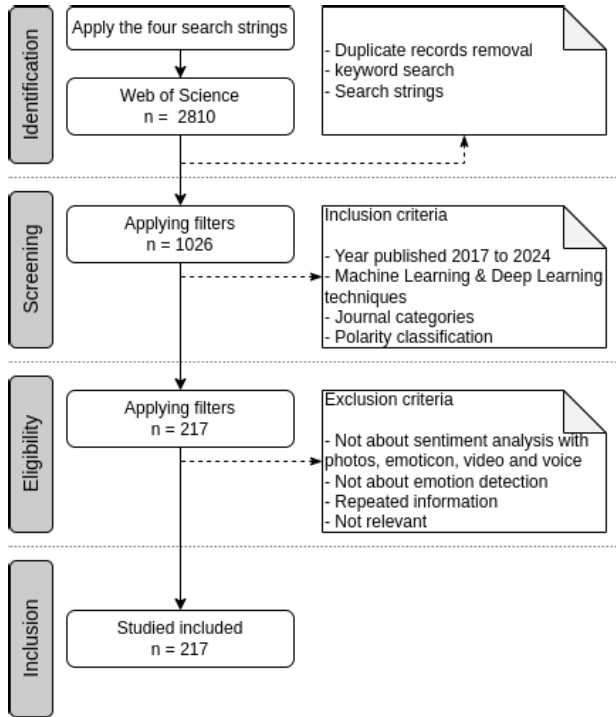 Identification
Apply the four search strings
Web of Science
n =  2810
- Duplicate records removal
- keyword search
- Search strings
Screening
Applying filters
n = 1026
Inclusion criteria
- Year published 2017 to 2024
- Machine Learning & Deep Learning
techniques
- Journal categories
- Polarity classification
Eligibility
Applying filters
n = 217
Exclusion criteria
- Not about sentiment analysis with
photos, emoticon, video and voice
- Not about emotion detection
- Repeated information
- Not relevant
Inclusion
Studied included
n = 217